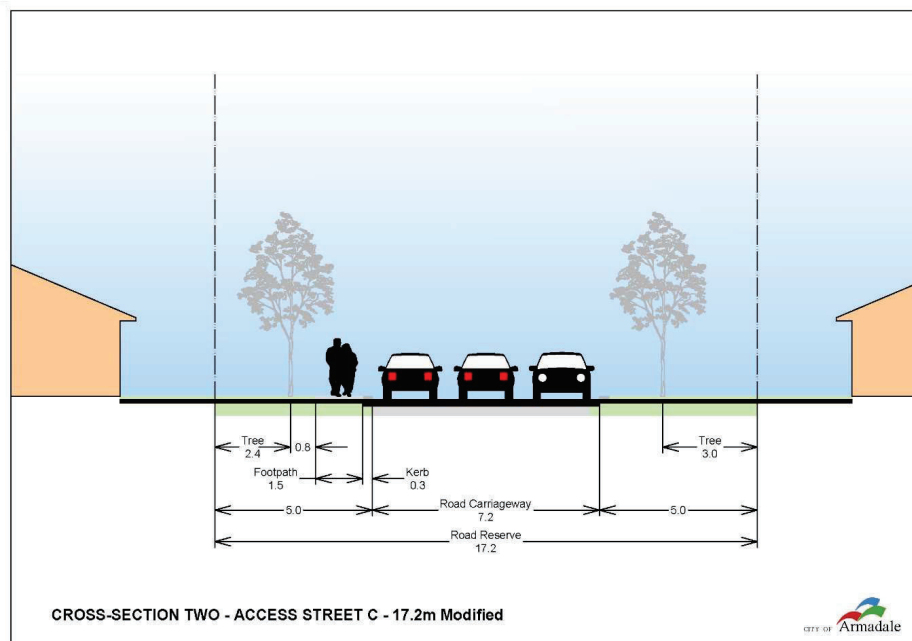 Tree
2.4
0.8
Tree
3.0
Footpath
1.5
Kerb
0.3
5.0
Road Carriageway
7.2
5.0
Road Reserve
17.2
CROSS-SECTION TWO - ACCESS STREET C - 17.2m Modified
CITY OF Armadale